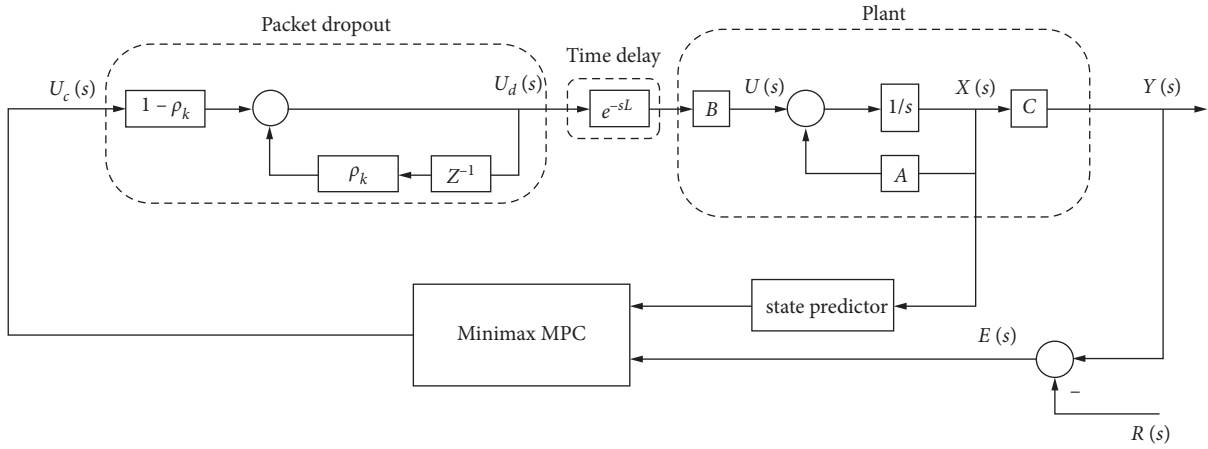 Plant
Packet dropout
Time delay
U_c (s)
U_d (s)
U (s)
X (s)
Y (s)
1 – ρ_k
e^{–sL}
B
1/s
C
ρ_k
Z^{–1}
A
state predictor
Minimax MPC
E (s)
–
R (s)